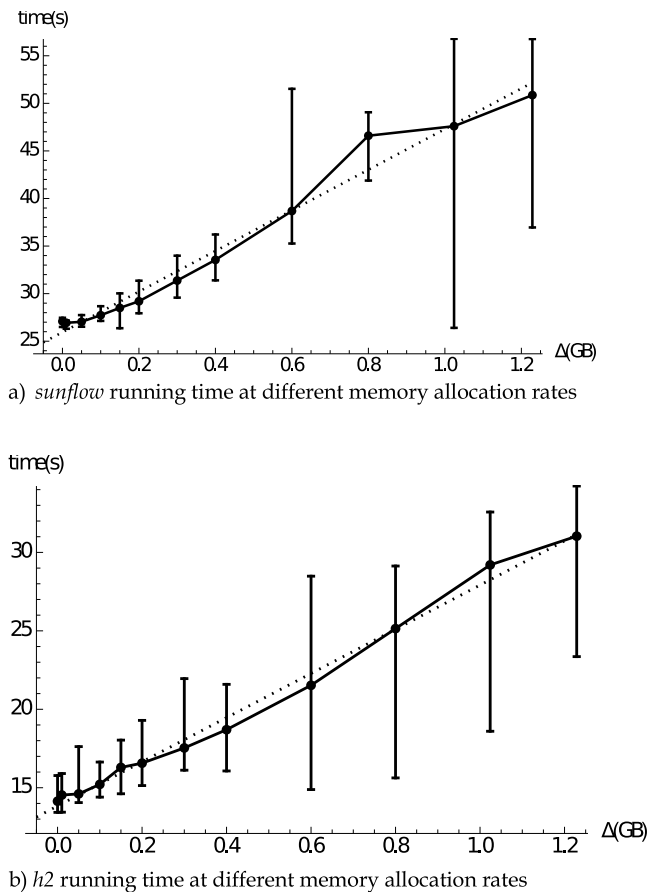 time(s)
55
50
45
40
35
30
25
0.0 0.2 0.4 0.6 0.8 1.0 1.2 Δ(GB)
a) sunflow running time at different memory allocation rates
time(s)
30
25
20
15
0.0 0.2 0.4 0.6 0.8 1.0 1.2 Δ(GB)
b) h2 running time at different memory allocation rates